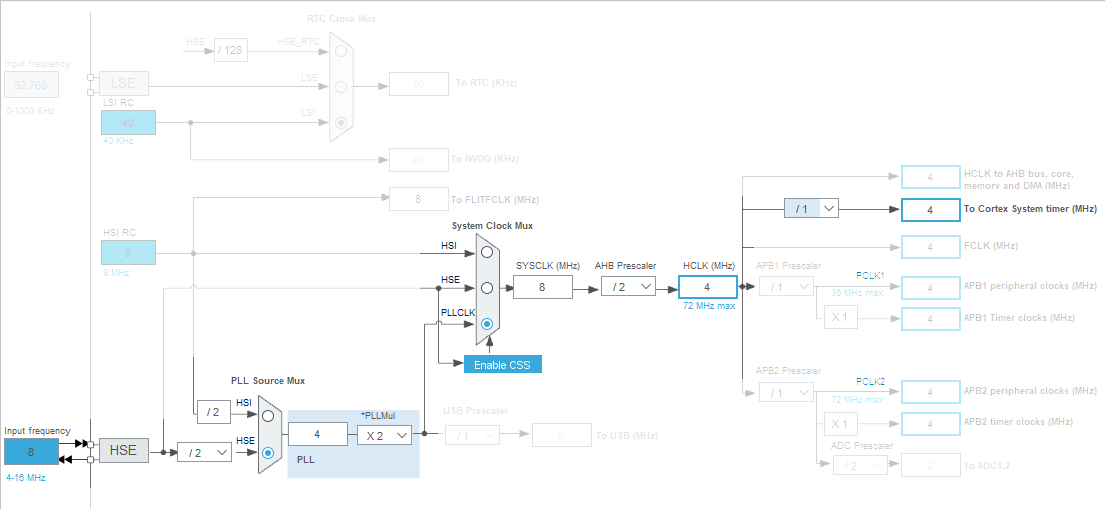 RTC Clock Mux
HSE
/ 128
HSE_RTC
Input frequency
32.768
0-1000 KHz
LSE
LSE
40
To RTC (KHz)
LSI RC
40
40 KHz
LSI
40
To IWDG (KHz)
8
To FLITFCLK (MHz)
HSI RC
8
8 MHz
System Clock Mux
HSI
HSE
PLLCLK
SYSCLK (MHz)
8
AHB Prescaler
/ 2
HCLK (MHz)
4
72 MHz max
Enable CSS
4
HCLK to AHB bus, core,
memory and DMA (MHz)
/ 1
4
To Cortex System timer (MHz)
4
FCLK (MHz)
APB1 Prescaler
/ 1
PCLK1
36 MHz max
4
APB1 peripheral clocks (MHz)
X 1
4
APB1 Timer clocks (MHz)
APB2 Prescaler
/ 1
PCLK2
72 MHz max
4
APB2 peripheral clocks (MHz)
X 1
4
APB2 timer clocks (MHz)
ADC Prescaler
/ 2
2
To ADC1,2
PLL Source Mux
/ 2
HSI
Input frequency
8
4-16 MHz
HSE
/ 2
HSE
4
*PLLMul
X 2
PLL
USB Prescaler
/ 1
8
To USB (MHz)